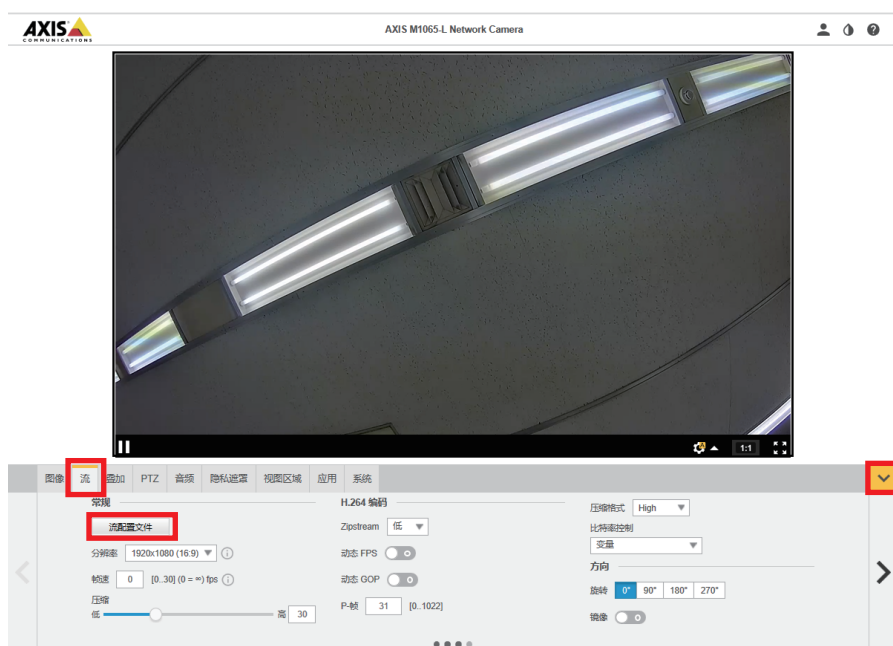 AXIS
COMMUNICATIONS
AXIS M1065-L Network Camera
1:1
图像 流 叠加 PTZ 音频 隐私遮罩 视图区域 应用 系统
常规
流配置文件
分辨率 1920x1080 (16:9)
帧速 0 [0..30] (0 = ∞) fps
压缩
低 高 30
H.264 编码
Zipstream 低
动态 FPS
动态 GOP
P-帧 31 [0..1022]
压缩格式 High
比特率控制
变量
方向
旋转 0° 90° 180° 270°
镜像